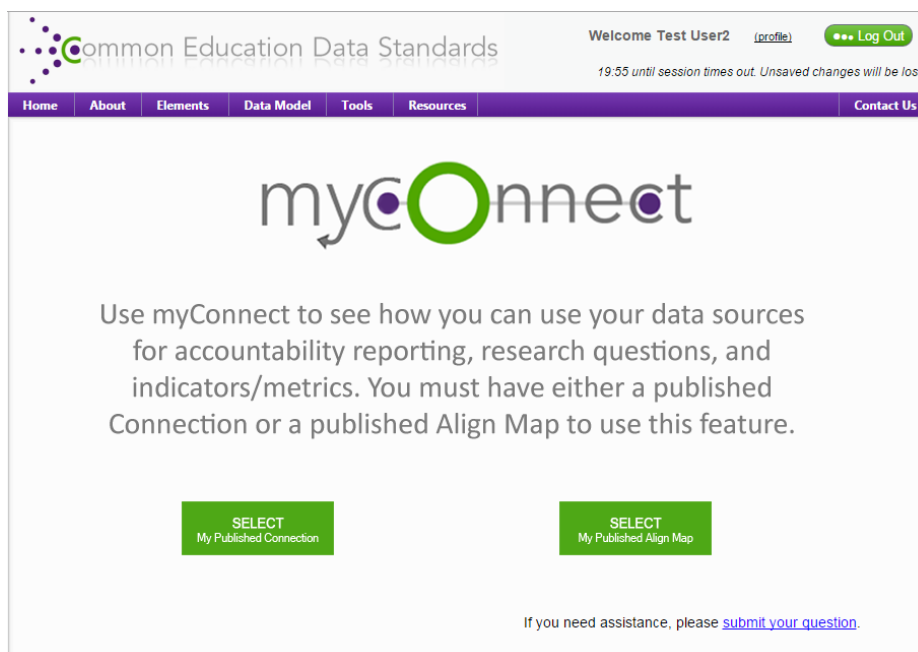 Common Education Data Standards
Welcome Test User2 (profile) ●●● Log Out
19:55 until session times out. Unsaved changes will be los
Home About Elements Data Model Tools Resources Contact Us
myConnect
Use myConnect to see how you can use your data sources
for accountability reporting, research questions, and
indicators/metrics. You must have either a published
Connection or a published Align Map to use this feature.
SELECT
My Published Connection
SELECT
My Published Align Map
If you need assistance, please submit your question.